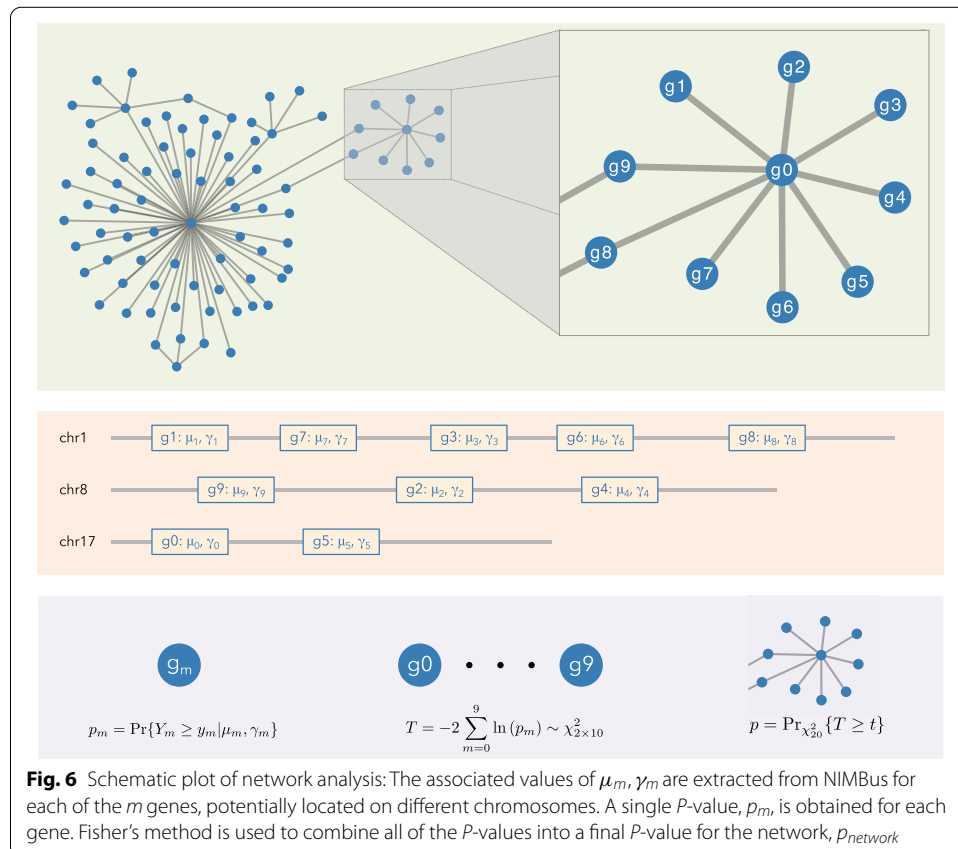 g1
g2
g3
g9
g0
g4
g8
g7
g5
g6
chr1
g1: μ₁, γ₁
g7: μ₇, γ₇
g3: μ₃, γ₃
g6: μ₆, γ₆
g8: μ₈, γ₈
chr8
g9: μ₉, γ₉
g2: μ₂, γ₂
g4: μ₄, γ₄
chr17
g0: μ₀, γ₀
g5: μ₅, γ₅
gₘ
g0 • • • g9
pₘ = Pr{Yₘ ≥ yₘ|μₘ, γₘ}
T = −2 ∑_{m=0}^{9} ln (pₘ) ∼ χ²_{2×10}
p = Pr_{χ²_{20}}{T ≥ t}
Fig. 6 Schematic plot of network analysis: The associated values of μₘ, γₘ are extracted from NIMBus for
each of the m genes, potentially located on different chromosomes. A single P-value, pₘ, is obtained for each
gene. Fisher's method is used to combine all of the P-values into a final P-value for the network, p_{network}